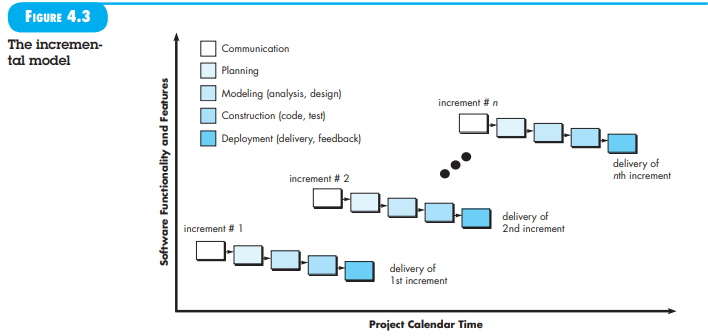 FIGURE 4.3
The incremen-
tal model
Communication
Planning
Modeling (analysis, design)
Construction (code, test)
Deployment (delivery, feedback)
increment # n
delivery of
nth increment
increment # 2
delivery of
2nd increment
increment # 1
delivery of
1st increment
Software Functionality and Features
Project Calendar Time